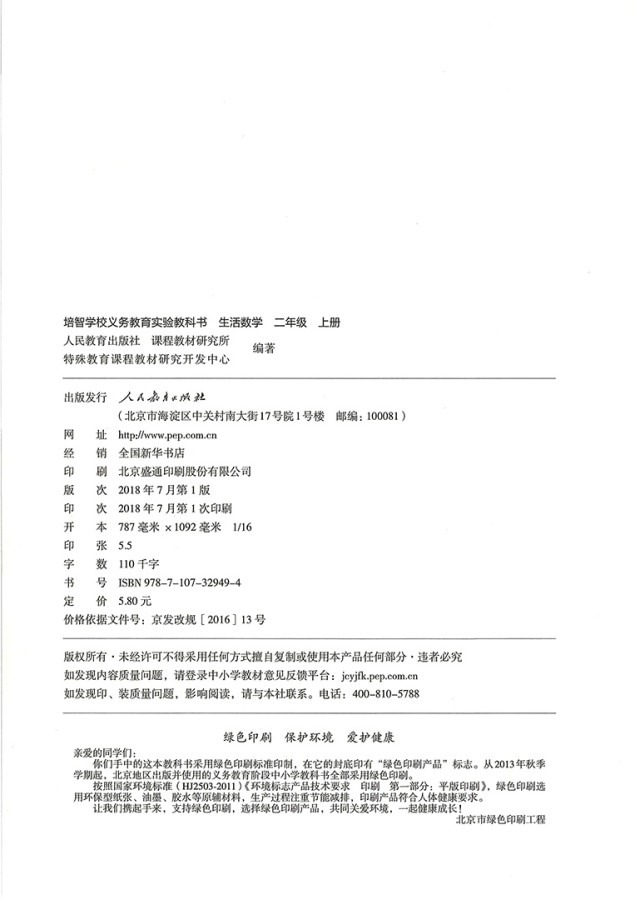 培智学校义务教育实验教科书　生活数学　二年级　上册
人民教育出版社　课程教材研究所
特殊教育课程教材研究开发中心
编著
出版发行　人民教育出版社
（北京市海淀区中关村南大街17号院1号楼　邮编：100081）
网　址　http://www.pep.com.cn
经　销　全国新华书店
印　刷　北京盛通印刷股份有限公司
版　次　2018 年 7 月第 1 版
印　次　2018 年 7 月第 1 次印刷
开　本　787 毫米 ×1092 毫米　1/16
印　张　5.5
字　数　110 千字
书　号　ISBN 978-7-107-32949-4
定　价　5.80 元
价格依据文件号：京发改规［2016］13 号
版权所有·未经许可不得采用任何方式擅自复制或使用本产品任何部分·违者必究
如发现内容质量问题，请登录中小学教材意见反馈平台：jcyjfk.pep.com.cn
如发现印、装质量问题，影响阅读，请与本社联系。电话：400-810-5788
绿色印刷　保护环境　爱护健康
亲爱的同学们：
你们手中的这本教科书采用绿色印刷标准印制，在它的封底印有“绿色印刷产品”标志。从2013年秋季
学期起，北京地区出版并使用的义务教育阶段中小学教科书全部采用绿色印刷。
按照国家环境标准（HJ2503-2011）《环境标志产品技术要求　印刷　第一部分：平版印刷》，绿色印刷选
用环保型纸张、油墨、胶水等原辅材料，生产过程注重节能减排，印刷产品符合人体健康要求。
让我们携起手来，支持绿色印刷，选择绿色印刷产品，共同关爱环境，一起健康成长！
北京市绿色印刷工程